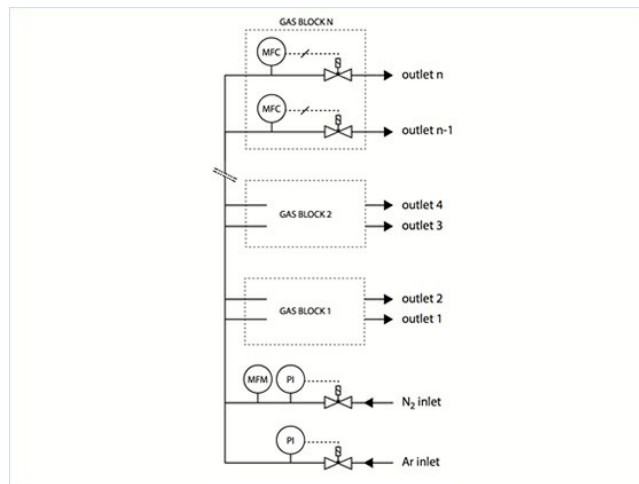 GAS BLOCK N
MFC
outlet n
MFC
outlet n-1
GAS BLOCK 2
outlet 4
outlet 3
GAS BLOCK 1
outlet 2
outlet 1
MFM PI
N₂ inlet
PI
Ar inlet